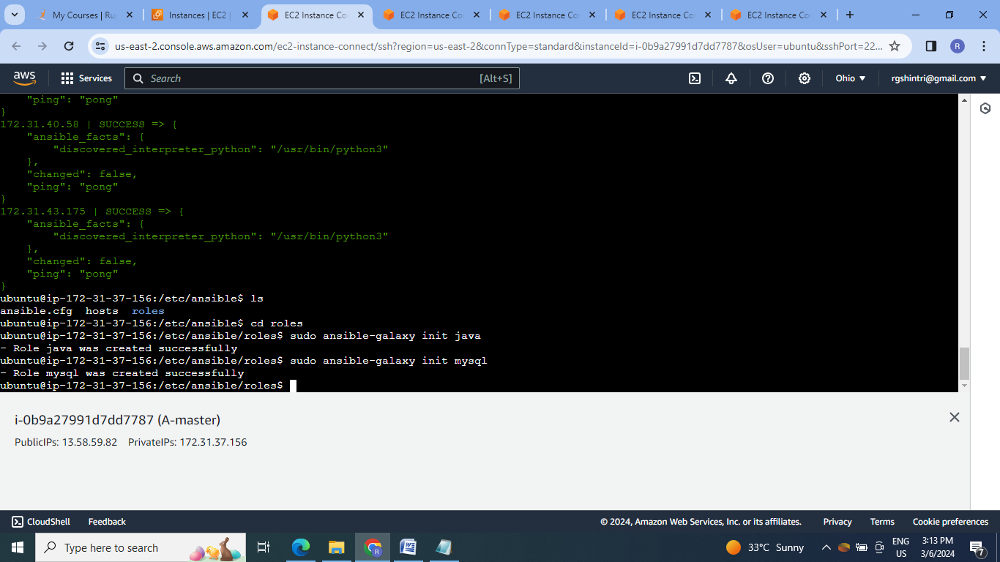 My Courses | Ru
Instances | EC2 |
EC2 Instance Co
EC2 Instance Co
EC2 Instance Co
EC2 Instance Co
EC2 Instance Co
us-east-2.console.aws.amazon.com/ec2-instance-connect/ssh?region=us-east-2&connType=standard&instanceId=i-0b9a27991d7dd7787&osUser=ubuntu&sshPort=22...
R
aws
Services
Search
[Alt+S]
Ohio
rgshintri@gmail.com
    "ping": "pong"
}
172.31.40.58 | SUCCESS => {
    "ansible_facts": {
        "discovered_interpreter_python": "/usr/bin/python3"
    },
    "changed": false,
    "ping": "pong"
}
172.31.43.175 | SUCCESS => {
    "ansible_facts": {
        "discovered_interpreter_python": "/usr/bin/python3"
    },
    "changed": false,
    "ping": "pong"
}
ubuntu@ip-172-31-37-156:/etc/ansible$ ls
ansible.cfg  hosts  roles
ubuntu@ip-172-31-37-156:/etc/ansible$ cd roles
ubuntu@ip-172-31-37-156:/etc/ansible/roles$ sudo ansible-galaxy init java
- Role java was created successfully
ubuntu@ip-172-31-37-156:/etc/ansible/roles$ sudo ansible-galaxy init mysql
- Role mysql was created successfully
ubuntu@ip-172-31-37-156:/etc/ansible/roles$
i-0b9a27991d7dd7787 (A-master)
PublicIPs: 13.58.59.82 PrivateIPs: 172.31.37.156
CloudShell
Feedback
© 2024, Amazon Web Services, Inc. or its affiliates.
Privacy
Terms
Cookie preferences
Type here to search
R
W
33°C Sunny
ENG
US
3:13 PM
3/6/2024
7